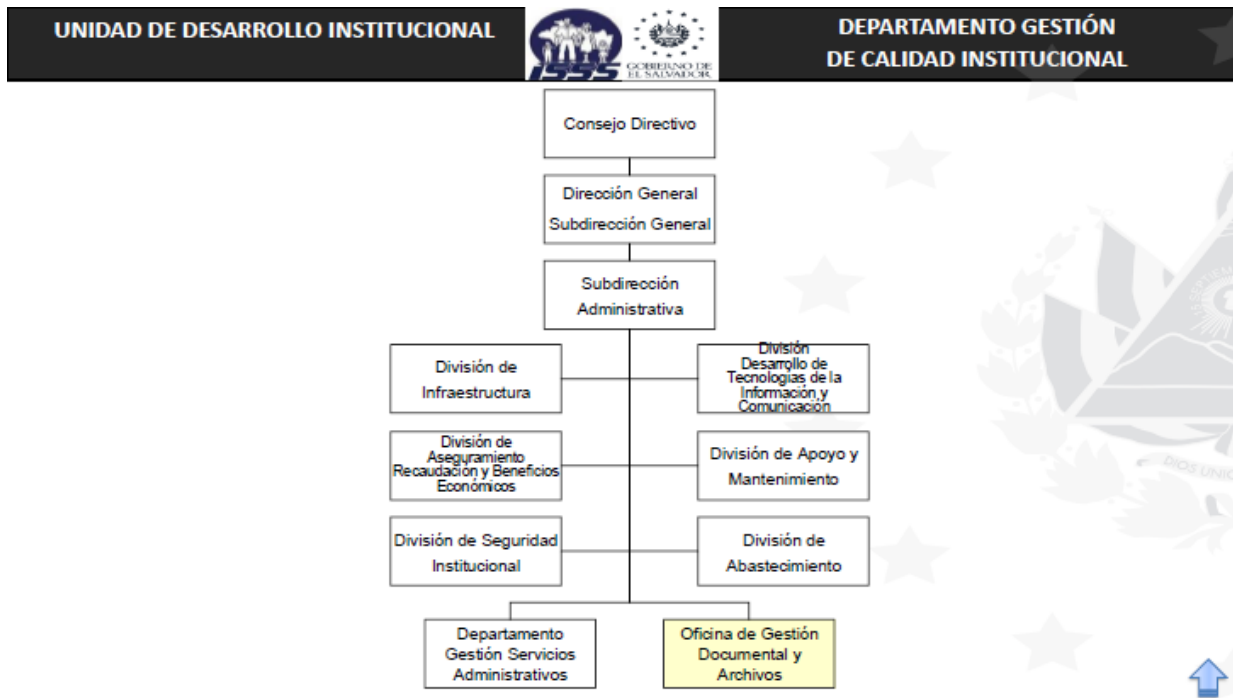 UNIDAD DE DESARROLLO INSTITUCIONAL
ISSS
GOBIERNO DE
EL SALVADOR
DEPARTAMENTO GESTIÓN
DE CALIDAD INSTITUCIONAL
Consejo Directivo
Dirección General
Subdirección General
Subdirección
Administrativa
División de
Infraestructura
División
Desarrollo de
Tecnologías de la
Información y
Comunicación
División de
Aseguramiento
Recaudación y Beneficios
Económicos
División de Apoyo y
Mantenimiento
División de Seguridad
Institucional
División de
Abastecimiento
Departamento
Gestión Servicios
Administrativos
Oficina de Gestión
Documental y
Archivos
DIOS UNI